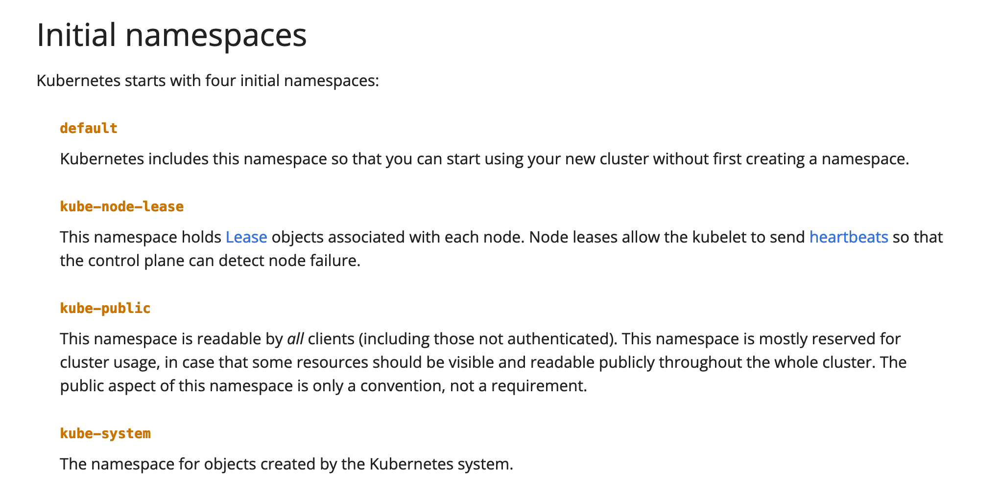 Initial namespaces
Kubernetes starts with four initial namespaces:
default
Kubernetes includes this namespace so that you can start using your new cluster without first creating a namespace.
kube-node-lease
This namespace holds Lease objects associated with each node. Node leases allow the kubelet to send heartbeats so that
the control plane can detect node failure.
kube-public
This namespace is readable by all clients (including those not authenticated). This namespace is mostly reserved for
cluster usage, in case that some resources should be visible and readable publicly throughout the whole cluster. The
public aspect of this namespace is only a convention, not a requirement.
kube-system
The namespace for objects created by the Kubernetes system.